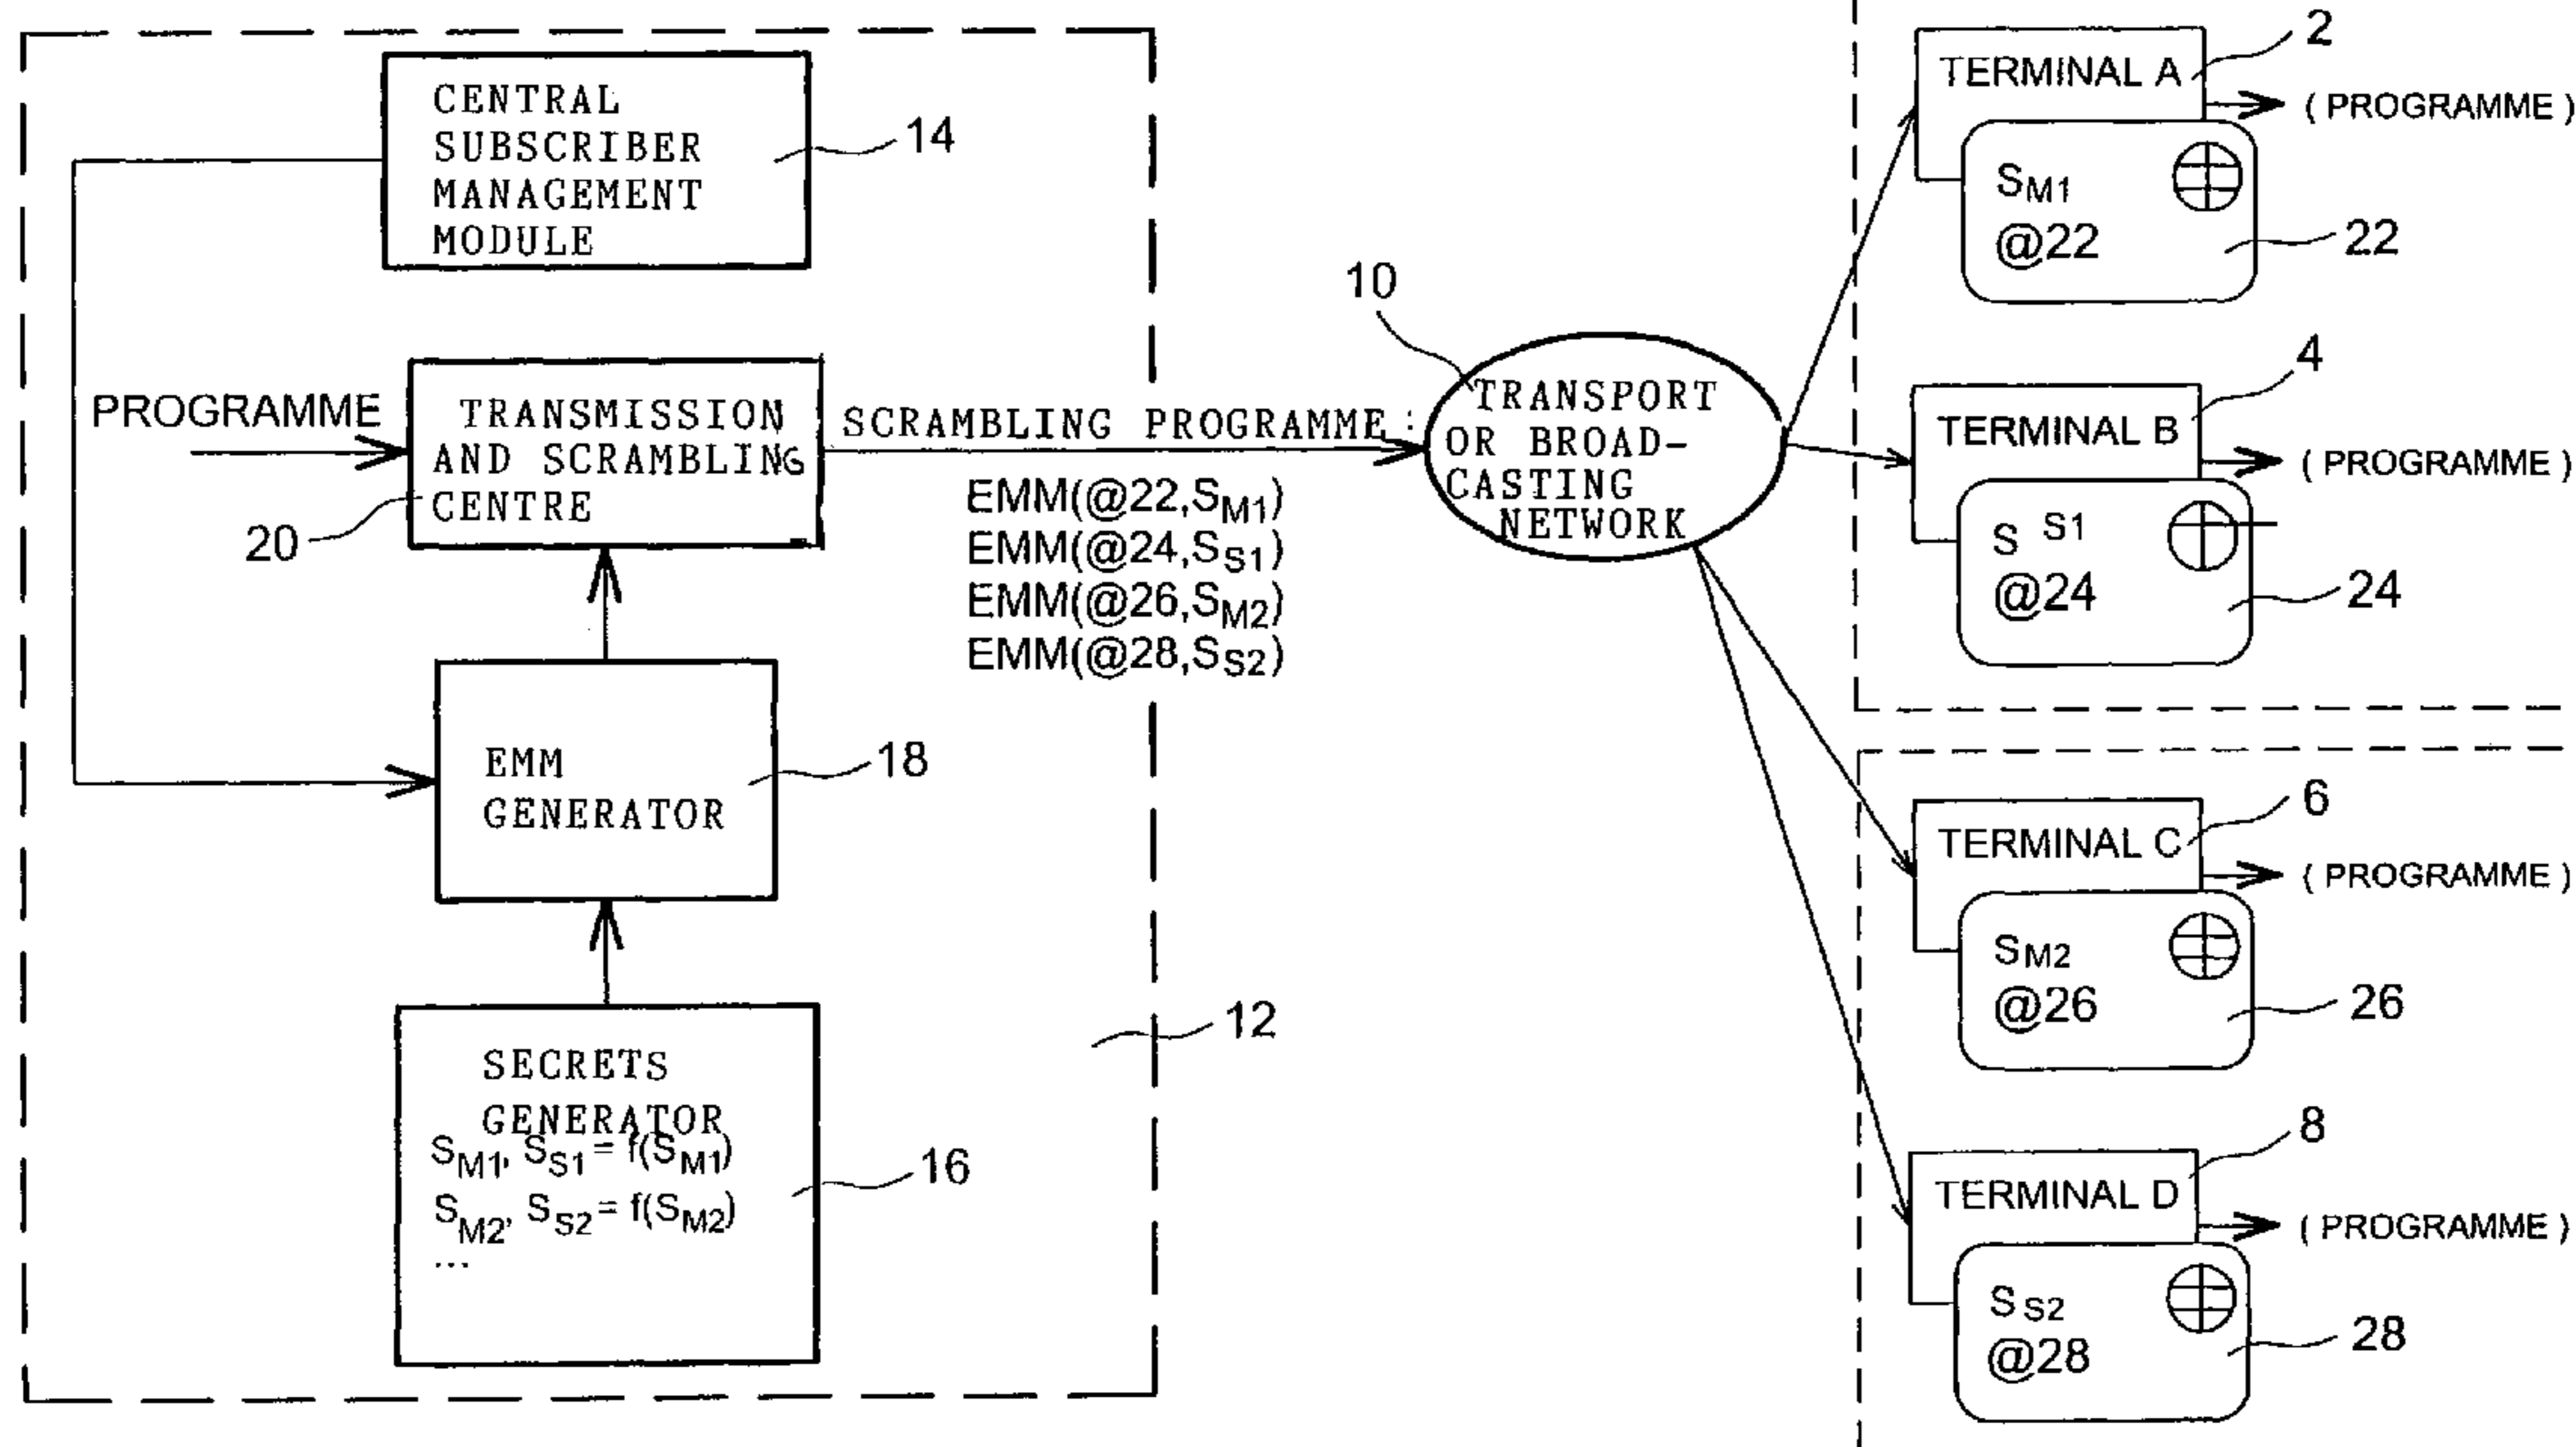 CENTRAL
SUBSCRIBER
MANAGEMENT
MODULE
14
PROGRAMME
TRANSMISSION
AND SCRAMBLING
CENTRE
20
SCRAMBLING PROGRAMME :
EMM(@22,SM1)
EMM(@24,SS1)
EMM(@26,SM2)
EMM(@28,SS2)
EMM
GENERATOR
18
SECRETS
GENERATOR
SM1, SS1 = f(SM1)
SM2, SS2 = f(SM2)
...
16
12
10
TRANSPORT
OR BROAD-
CASTING
NETWORK
2
TERMINAL A
( PROGRAMME )
SM1
@22
22
4
TERMINAL B
( PROGRAMME )
S S1
@24
24
6
TERMINAL C
( PROGRAMME )
SM2
@26
26
8
TERMINAL D
( PROGRAMME )
SS2
@28
28